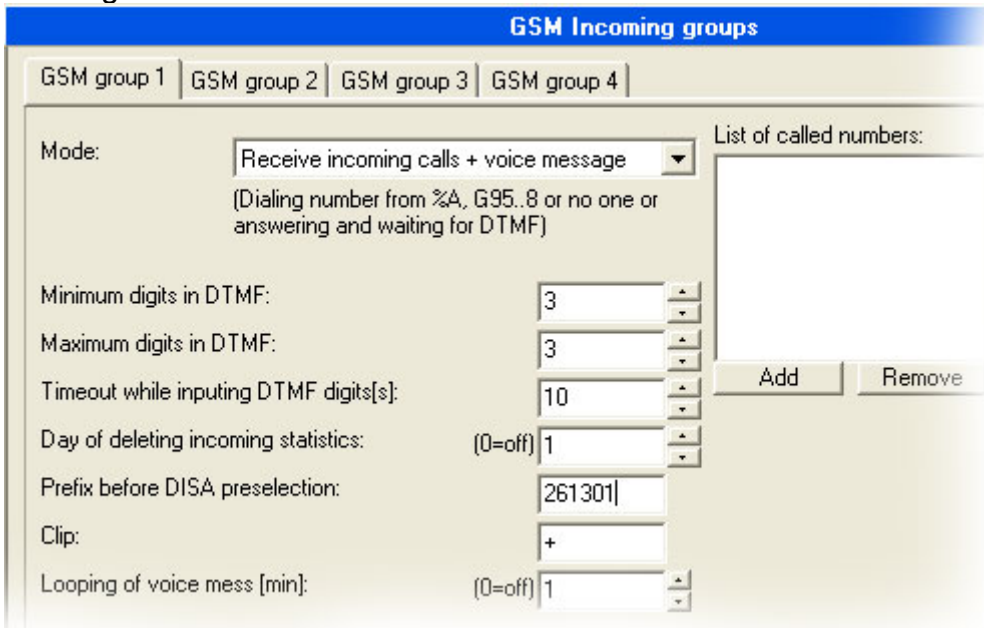 GSM Incoming groups
GSM group 1 GSM group 2 GSM group 3 GSM group 4
Mode: Receive incoming calls + voice message
(Dialing number from %A, G95..8 or no one or
answering and waiting for DTMF)
List of called numbers:
Minimum digits in DTMF: 3
Maximum digits in DTMF: 3
Timeout while inputing DTMF digits[s]: 10
Add Remove
Day of deleting incoming statistics: (0=off) 1
Prefix before DISA preselection: 261301
Clip: +
Looping of voice mess [min]: (0=off) 1